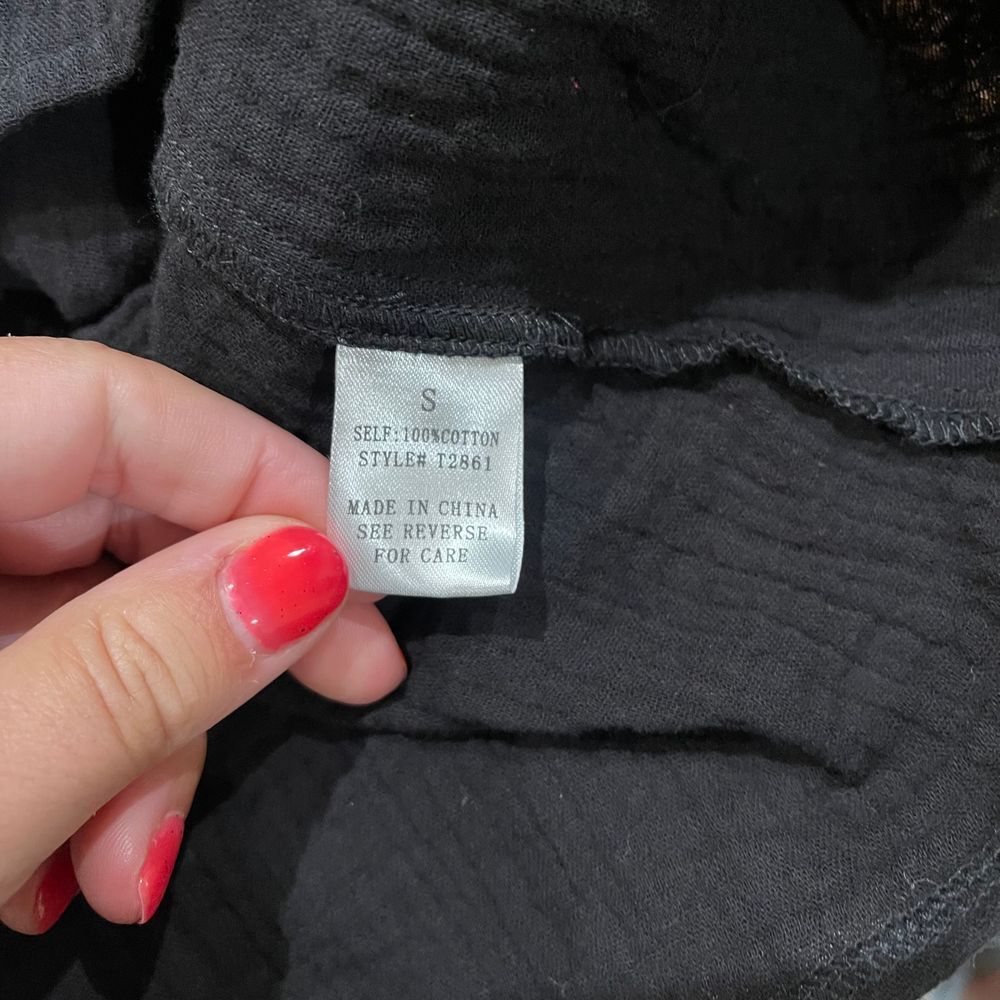 S
SELF:100%COTTON
STYLE# T2861
MADE IN CHINA
SEE REVERSE
FOR CARE